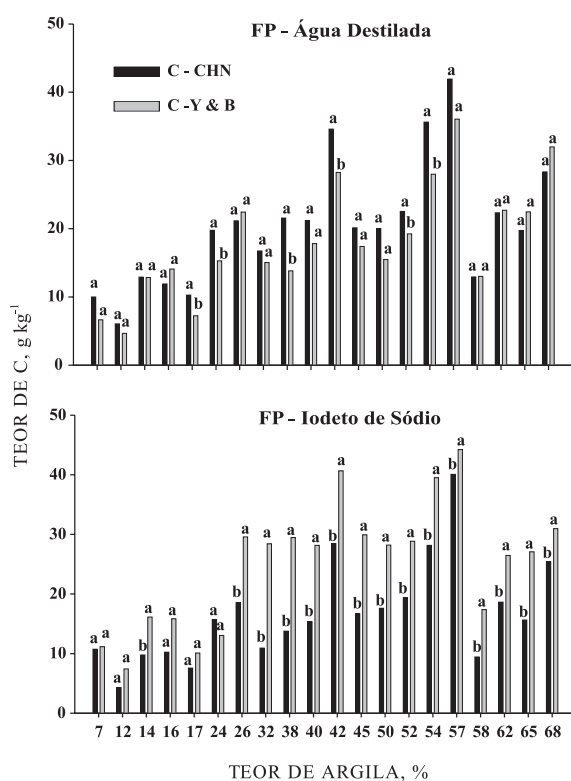 FP - Água Destilada
C - CHN
C -Y & B
50
40
30
20
10
0
a a a a a a a a a a a a a a a b a b a a a a a b a a a b a a a a a b a b a a a a a a a a a a
TEOR DE C, g kg⁻¹
FP - Iodeto de Sódio
50
40
30
20
10
0
a a a a b a a a a a a a b a b a b a b a b a b a b a b a b a b a b a b a b a b a
7 12 14 16 17 24 26 32 38 40 42 45 50 52 54 57 58 62 65 68
TEOR DE ARGILA, %